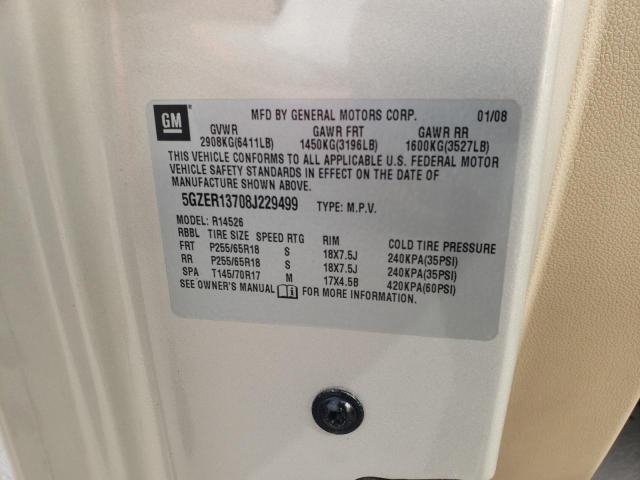 GM
MFD BY GENERAL MOTORS CORP. 01/08
GVWR GAWR FRT GAWR RR
2908KG(6411LB) 1450KG(3196LB) 1600KG(3527LB)
THIS VEHICLE CONFORMS TO ALL APPLICABLE U.S. FEDERAL MOTOR
VEHICLE SAFETY STANDARDS IN EFFECT ON THE DATE OF
MANUFACTURE SHOWN ABOVE.
5GZER13708J229499 TYPE: M.P.V.
MODEL: R14526
RBBL TIRE SIZE SPEED RTG RIM COLD TIRE PRESSURE
FRT P255/65R18 S 18X7.5J 240KPA(35PSI)
RR P255/65R18 S 18X7.5J 240KPA(35PSI)
SPA T145/70R17 M 17X4.5B 420KPA(60PSI)
SEE OWNER'S MANUAL FOR MORE INFORMATION.